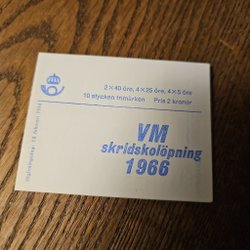 2×40 öre, 4×25 öre, 4×5 öre
10 stycken frimärken Pris 2 kronor
VM
skridskolöpning
1966